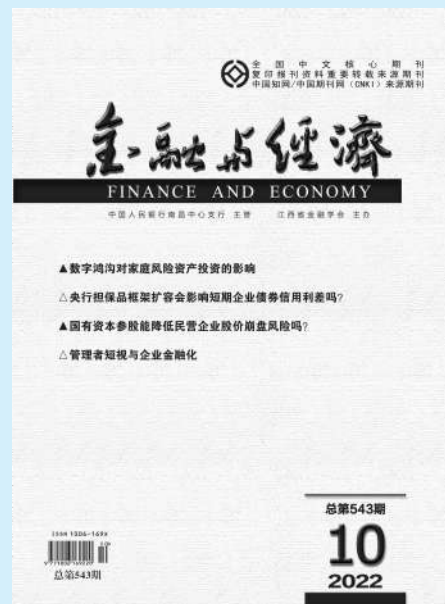 全国中文核心期刊
复印报刊资料重要转载来源期刊
中国知网/中国期刊网（CNKI）来源期刊
金融与经济
FINANCE AND ECONOMY
中国人民银行南昌中心支行 主管 江西省金融学会 主办
▲数字鸿沟对家庭风险资产投资的影响
△央行担保品框架扩容会影响短期企业债券信用利差吗?
▲国有资本参股能降低民营企业股价崩盘风险吗?
△管理者短视与企业金融化
总第543期
10
2022
ISSN 1006-169X
总第543期